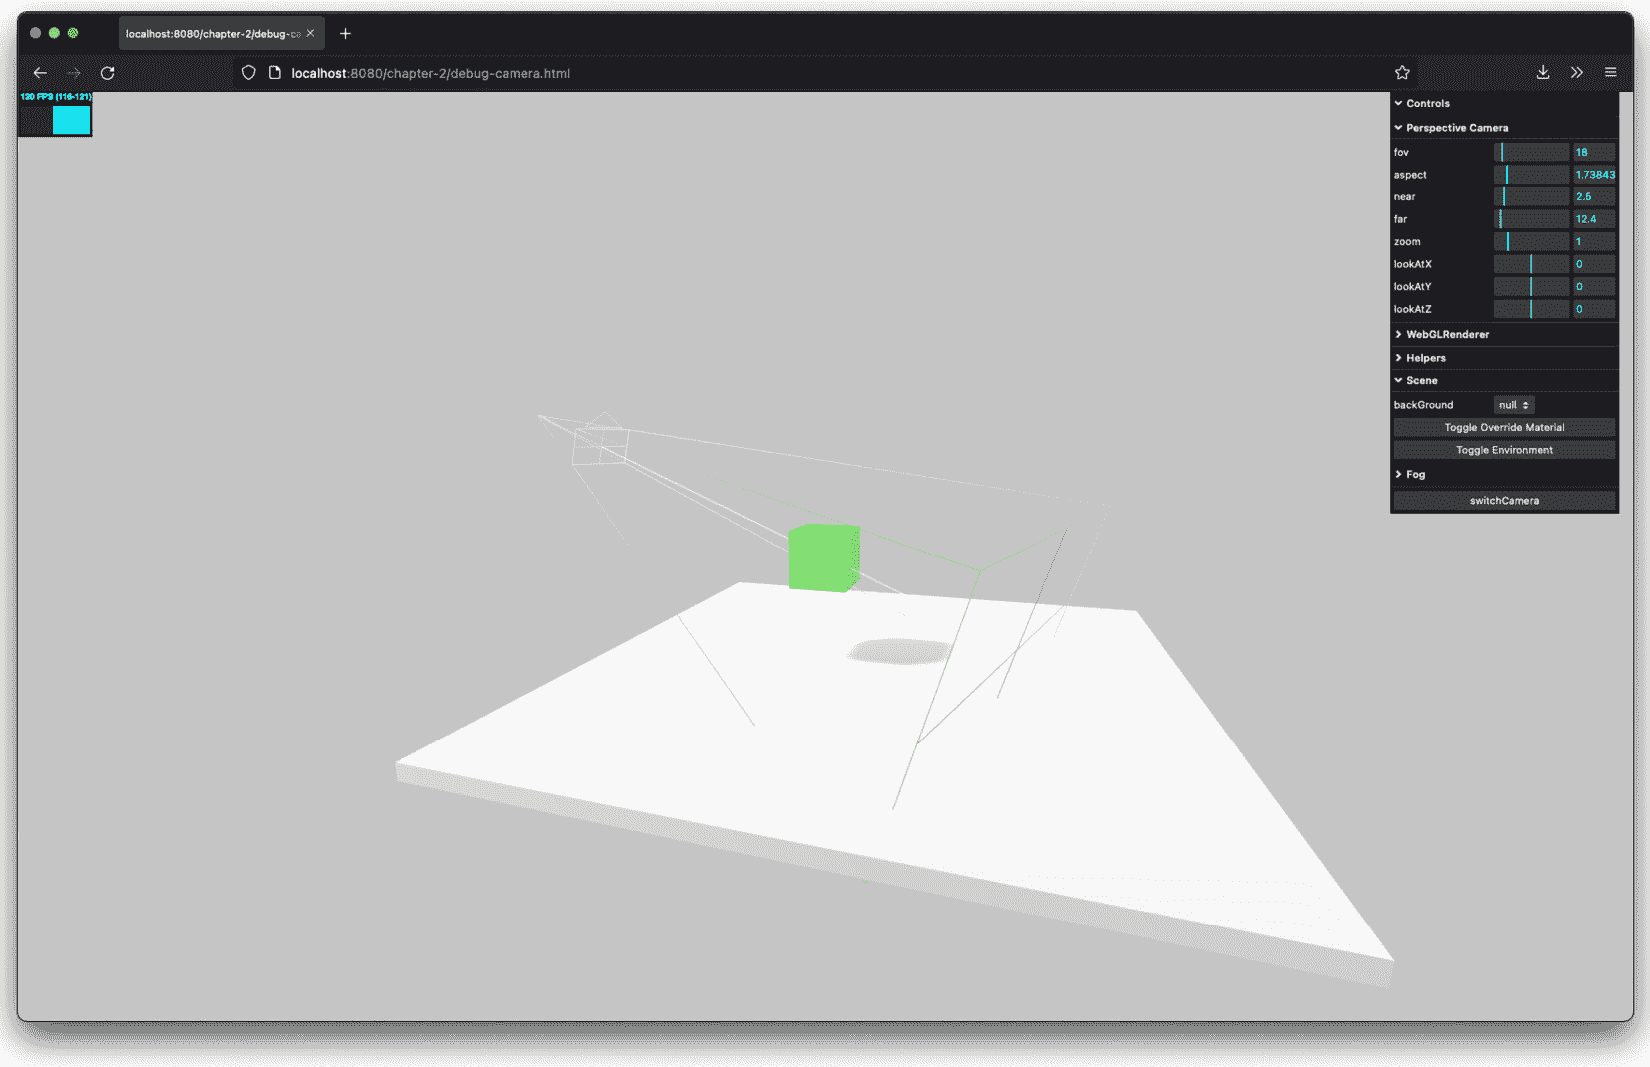 localhost:8080/chapter-2/debug-ca
localhost:8080/chapter-2/debug-camera.html
120 FPS (116-121)
Controls
Perspective Camera
fov 18
aspect 1.73843
near 2.6
far 12.4
zoom 1
lookAtX 0
lookAtY 0
lookAtZ 0
WebGLRenderer
Helpers
Scene
backGround null
Toggle Override Material
Toggle Environment
Fog
switchCamera